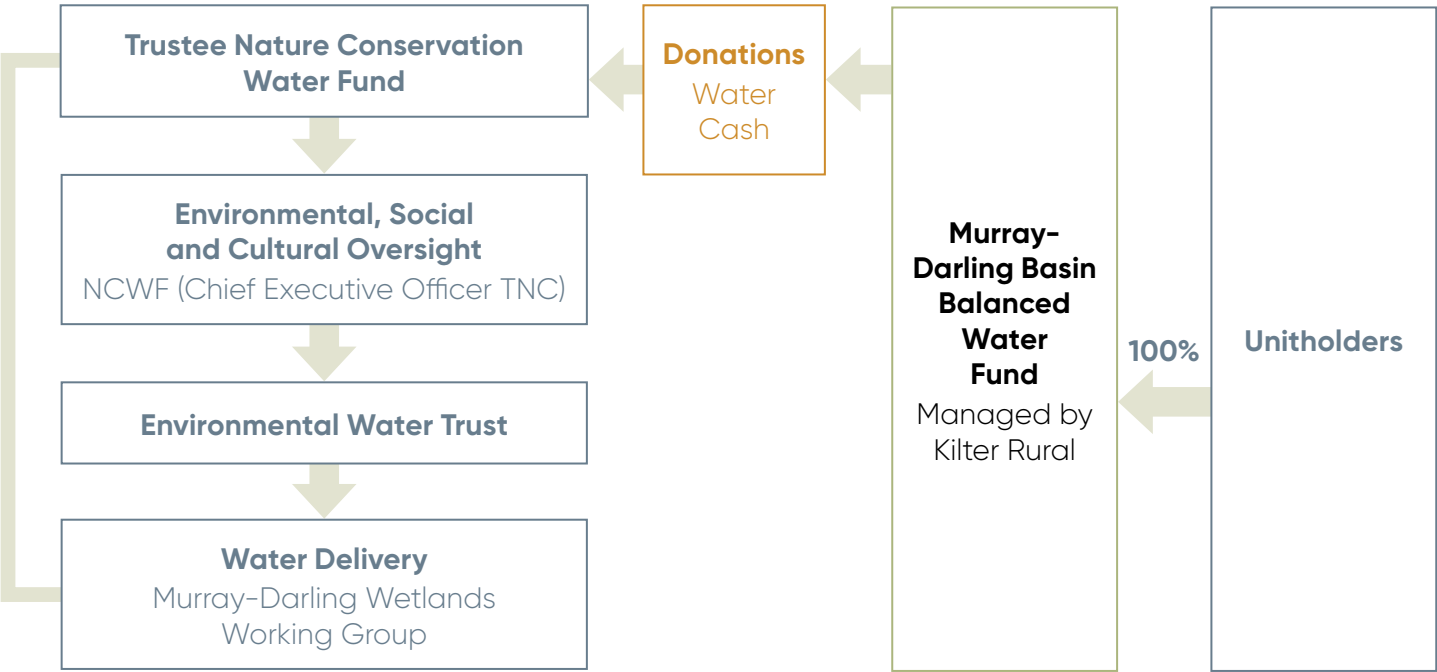 Trustee Nature Conservation
Water Fund
Donations
Water
Cash
Environmental, Social
and Cultural Oversight
NCWF (Chief Executive Officer TNC)
Environmental Water Trust
Water Delivery
Murray-Darling Wetlands
Working Group
Murray-
Darling Basin
Balanced
Water
Fund
Managed by
Kilter Rural
100%
Unitholders